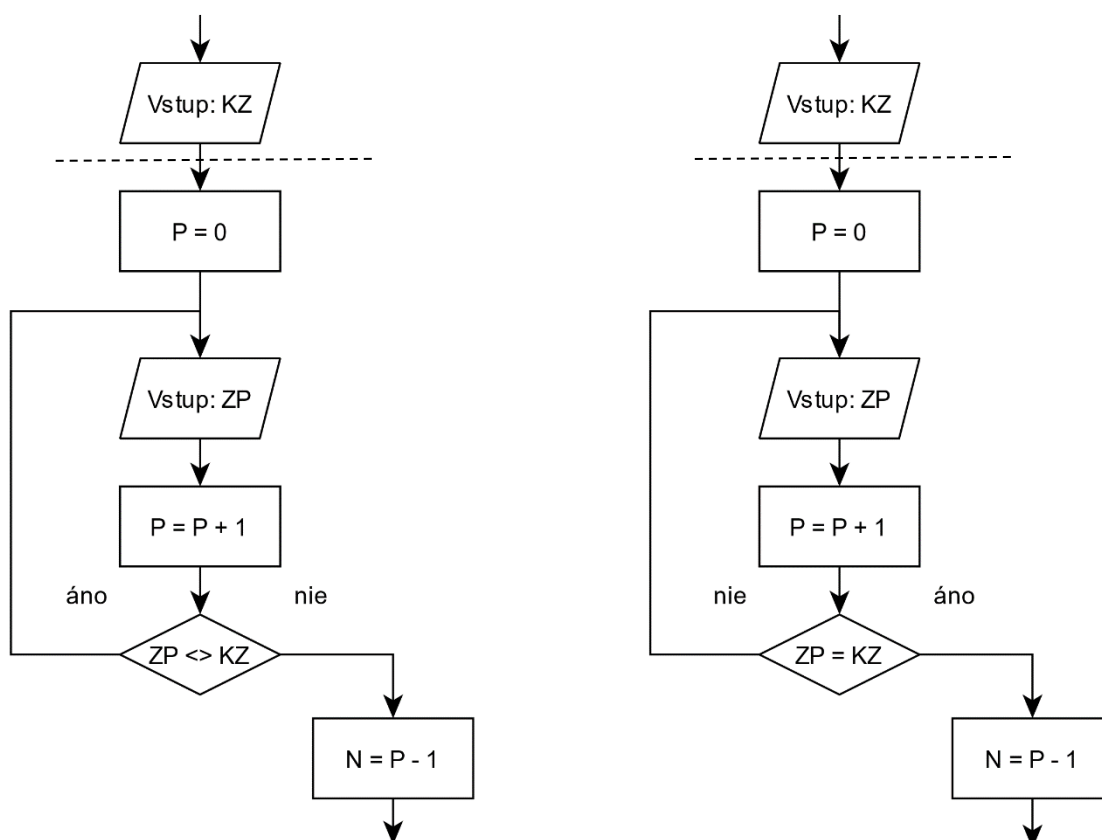 Vstup: KZ
P = 0
Vstup: ZP
P = P + 1
áno
nie
ZP <> KZ
N = P - 1
Vstup: KZ
P = 0
Vstup: ZP
P = P + 1
nie
áno
ZP = KZ
N = P - 1